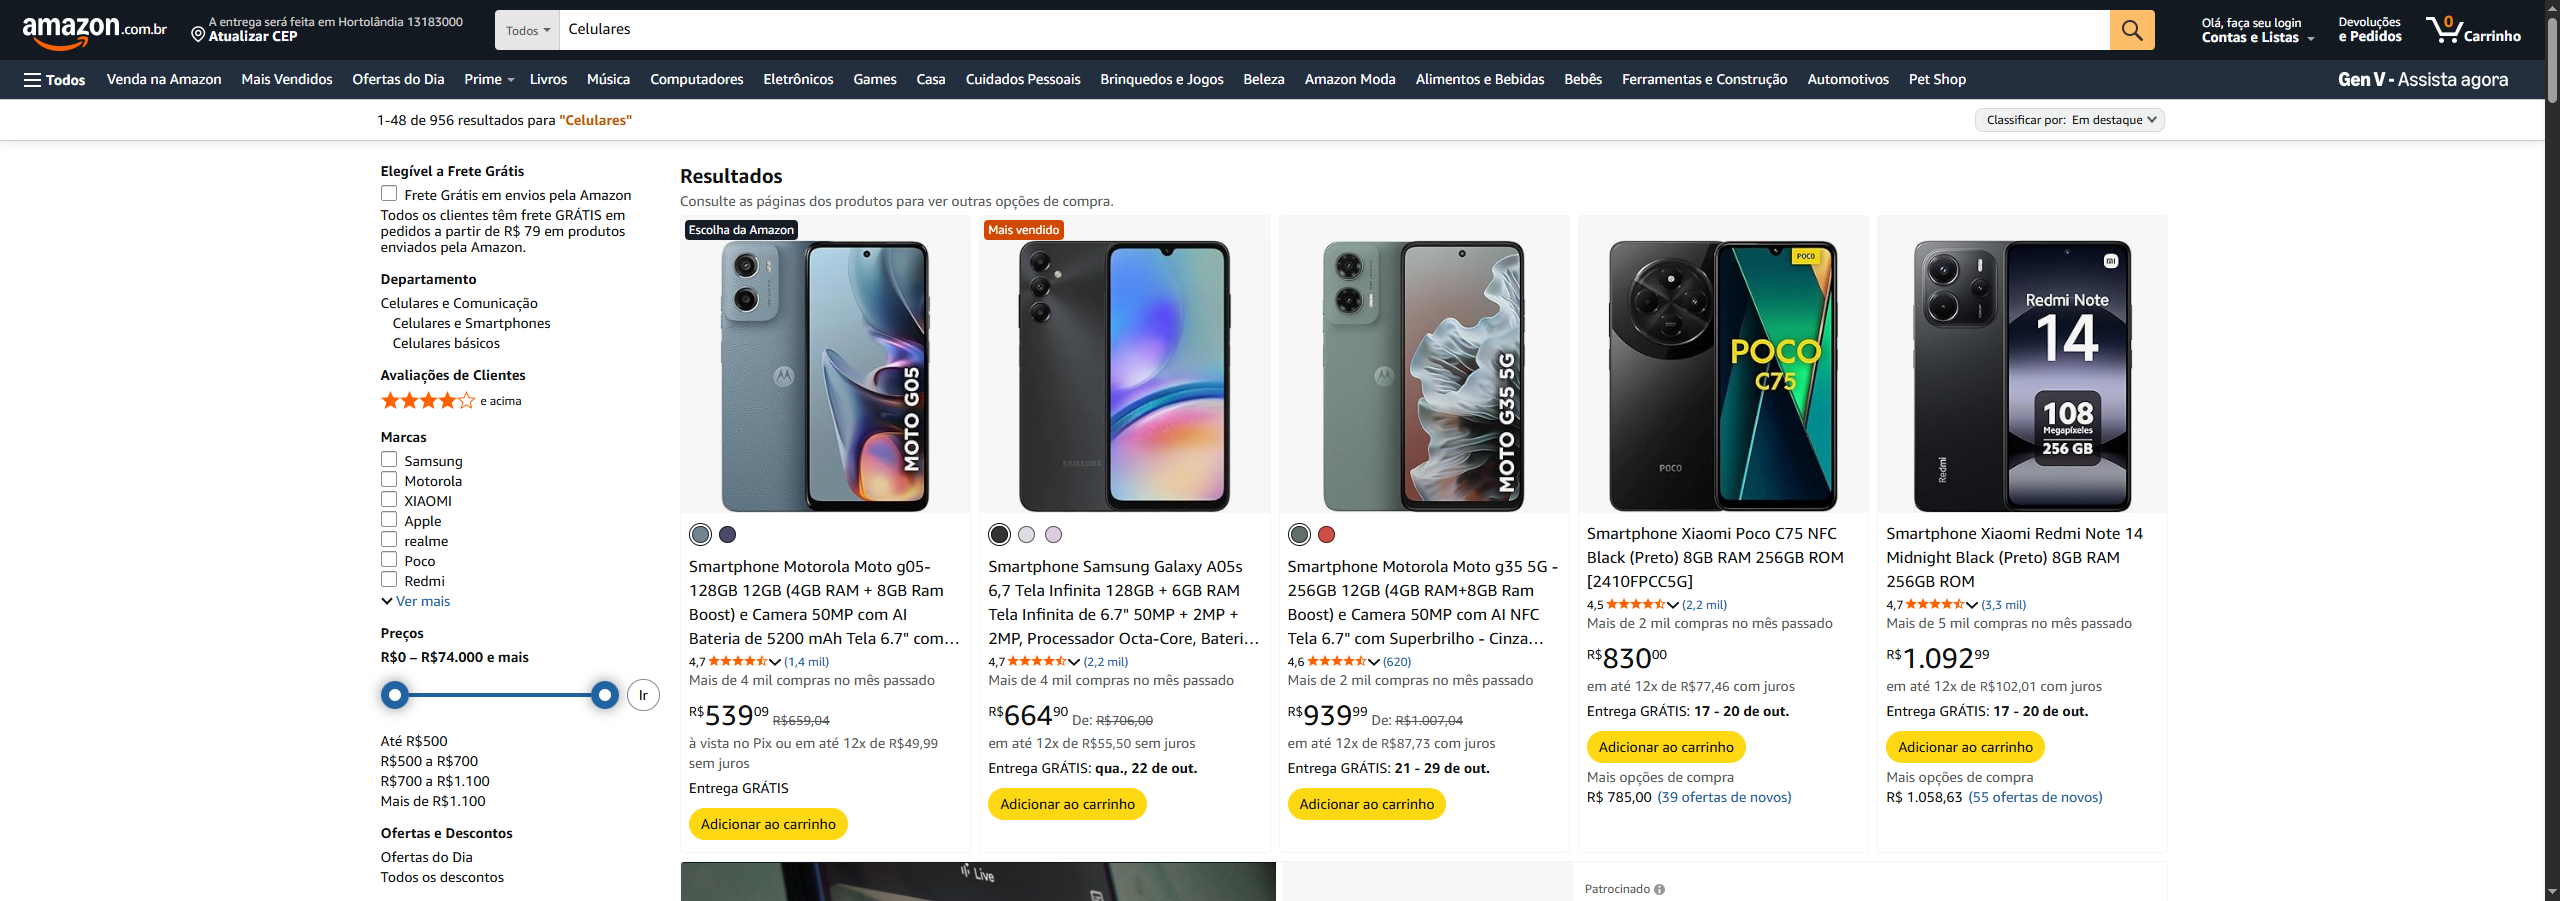 amazon.com.br
A entrega será feita em Hortolândia 13183000
Atualizar CEP
Todos
Celulares
Olá, faça seu login
Contas e Listas
Devoluções
e Pedidos
0
Carrinho
Todos
Venda na Amazon
Mais Vendidos
Ofertas do Dia
Prime
Livros
Música
Computadores
Eletrônicos
Games
Casa
Cuidados Pessoais
Brinquedos e Jogos
Beleza
Amazon Moda
Alimentos e Bebidas
Bebês
Ferramentas e Construção
Automotivos
Pet Shop
Gen V - Assista agora
1-48 de 956 resultados para "Celulares"
Classificar por: Em destaque
Elegível a Frete Grátis
Frete Grátis em envios pela Amazon
Todos os clientes têm frete GRÁTIS em
pedidos a partir de R$ 79 em produtos
enviados pela Amazon.
Departamento
Celulares e Comunicação
Celulares e Smartphones
Celulares básicos
Avaliações de Clientes
e acima
Marcas
Samsung
Motorola
XIAOMI
Apple
realme
Poco
Redmi
Ver mais
Preços
R$0 – R$74.000 e mais
Ir
Até R$500
R$500 a R$700
R$700 a R$1.100
Mais de R$1.100
Ofertas e Descontos
Ofertas do Dia
Todos os descontos
Resultados
Consulte as páginas dos produtos para ver outras opções de compra.
Escolha da Amazon
MOTO G05
Smartphone Motorola Moto g05-
128GB 12GB (4GB RAM + 8GB Ram
Boost) e Camera 50MP com AI
Bateria de 5200 mAh Tela 6.7" com…
4,7 (1,4 mil)
Mais de 4 mil compras no mês passado
R$53909 R$659,04
à vista no Pix ou em até 12x de R$49,99
sem juros
Entrega GRÁTIS
Adicionar ao carrinho
Mais vendido
SAMSUNG
Smartphone Samsung Galaxy A05s
6,7 Tela Infinita 128GB + 6GB RAM
Tela Infinita de 6.7" 50MP + 2MP +
2MP, Processador Octa-Core, Bateri…
4,7 (2,2 mil)
Mais de 4 mil compras no mês passado
R$66490 De: R$706,00
em até 12x de R$55,50 sem juros
Entrega GRÁTIS: qua., 22 de out.
Adicionar ao carrinho
MOTO G35 5G
Smartphone Motorola Moto g35 5G -
256GB 12GB (4GB RAM+8GB Ram
Boost) e Camera 50MP com AI NFC
Tela 6.7" com Superbrilho - Cinza…
4,6 (620)
Mais de 2 mil compras no mês passado
R$93999 De: R$1.007,04
em até 12x de R$87,73 com juros
Entrega GRÁTIS: 21 - 29 de out.
Adicionar ao carrinho
POCO
POCO
C75
POCO
Smartphone Xiaomi Poco C75 NFC
Black (Preto) 8GB RAM 256GB ROM
[2410FPCC5G]
4,5 (2,2 mil)
Mais de 2 mil compras no mês passado
R$83000
em até 12x de R$77,46 com juros
Entrega GRÁTIS: 17 - 20 de out.
Adicionar ao carrinho
Mais opções de compra
R$ 785,00 (39 ofertas de novos)
Redmi Note
14
108
Megapíxeles
256 GB
Redmi
Smartphone Xiaomi Redmi Note 14
Midnight Black (Preto) 8GB RAM
256GB ROM
4,7 (3,3 mil)
Mais de 5 mil compras no mês passado
R$1.09299
em até 12x de R$102,01 com juros
Entrega GRÁTIS: 17 - 20 de out.
Adicionar ao carrinho
Mais opções de compra
R$ 1.058,63 (55 ofertas de novos)
Live
Patrocinado